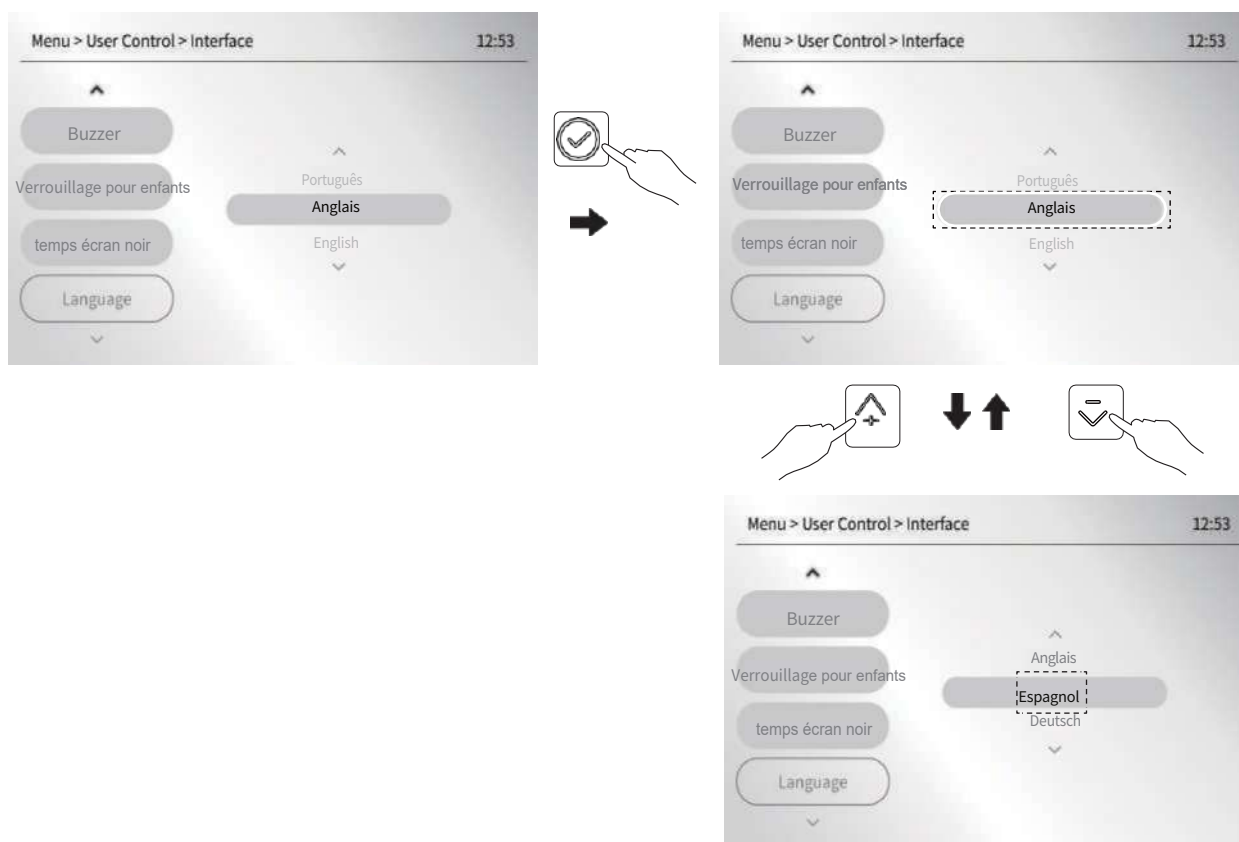 Menu > User Control > Interface 12:53
Buzzer
Verrouillage pour enfants
temps écran noir
Language
Português
Anglais
English
Menu > User Control > Interface 12:53
Buzzer
Verrouillage pour enfants
temps écran noir
Language
Português
Anglais
English
Menu > User Control > Interface 12:53
Buzzer
Verrouillage pour enfants
temps écran noir
Language
Anglais
Espagnol
Deutsch